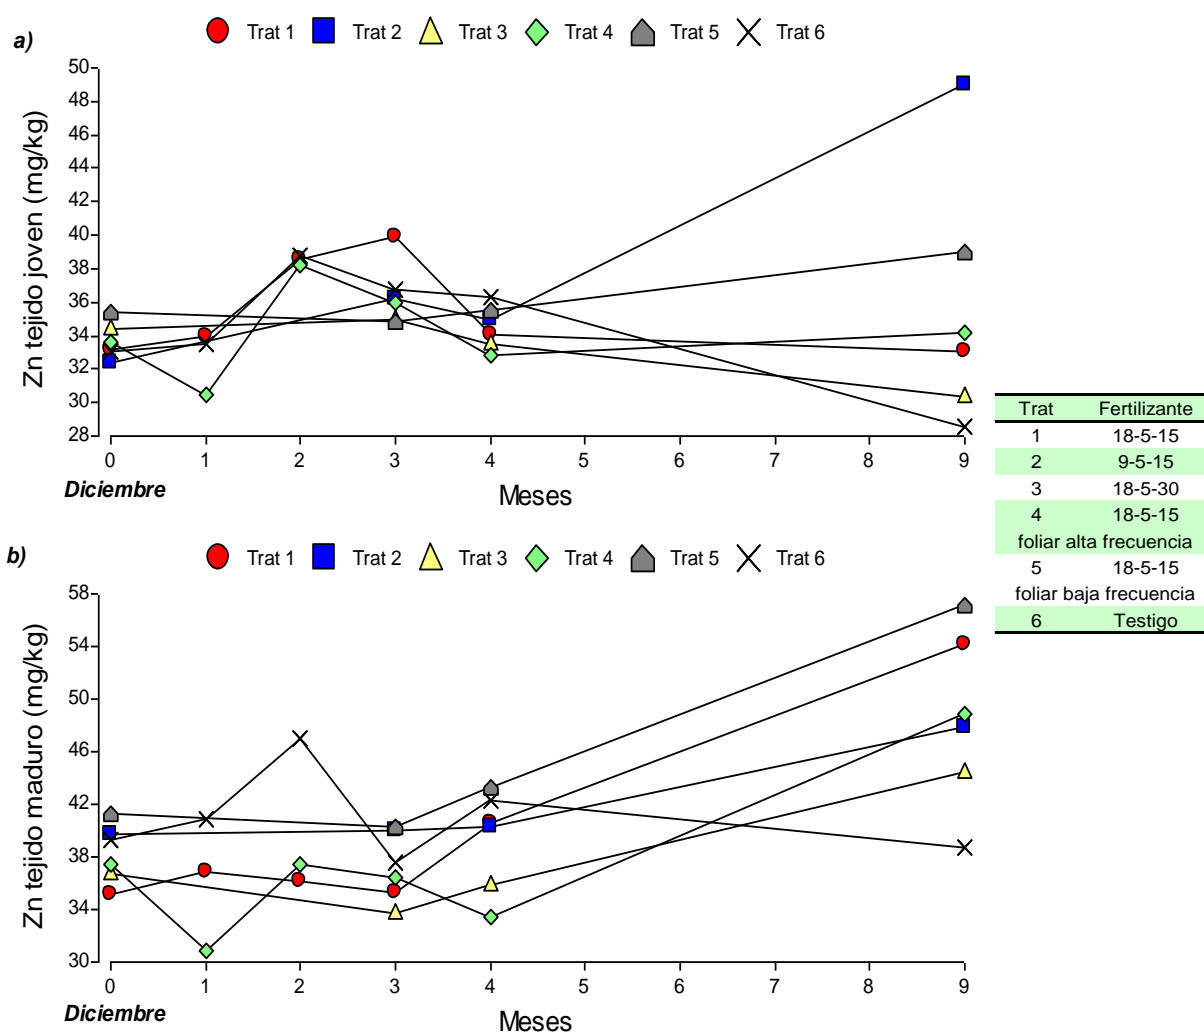 a)
Trat 1 Trat 2 Trat 3 Trat 4 Trat 5 Trat 6
50
48
46
44
42
40
36
34
32
30
28
Zn tejido joven (mg/kg)
0 1 2 3 4 5 6 7 8 9
Diciembre
Meses
Trat Fertilizante
1 18-5-15
2 9-5-15
3 18-5-30
4 18-5-15
foliar alta frecuencia
5 18-5-15
foliar baja frecuencia
6 Testigo
b)
Trat 1 Trat 2 Trat 3 Trat 4 Trat 5 Trat 6
58
54
50
46
42
38
34
30
Zn tejido maduro (mg/kg)
0 1 2 3 4 5 6 7 8 9
Diciembre
Meses